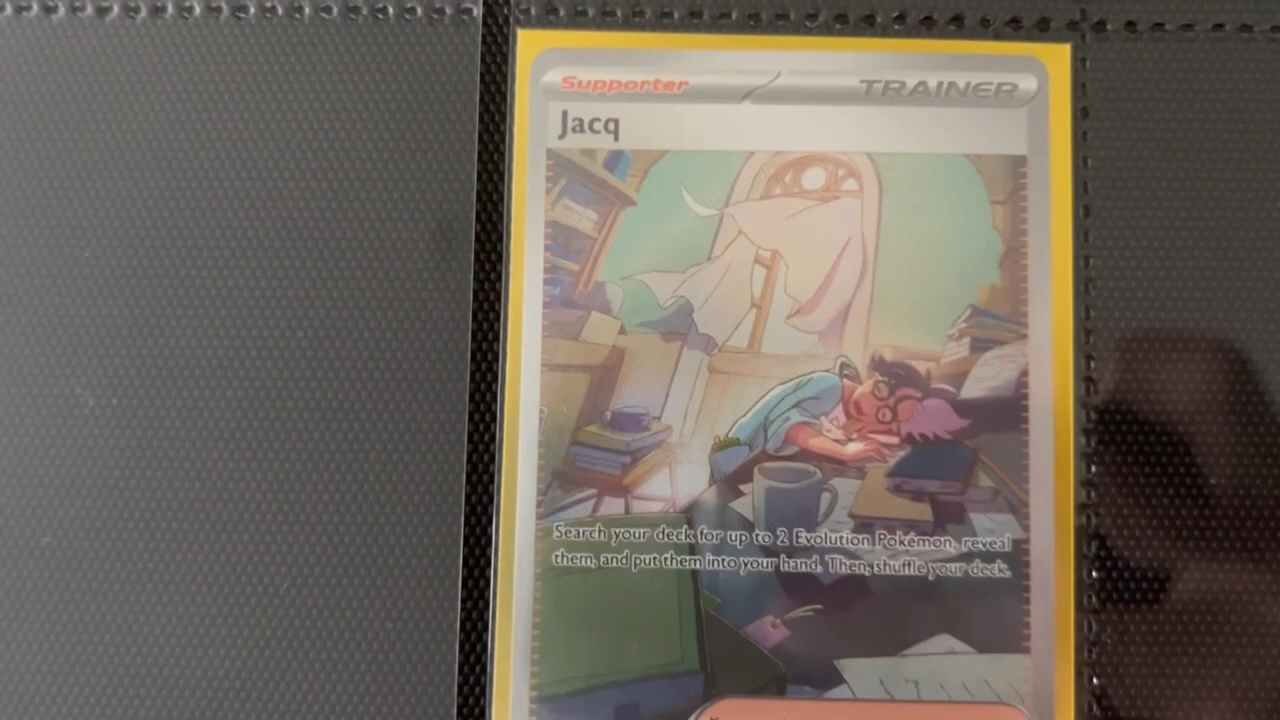 Supporter
TRAINER
Jacq
Search your deck for up to 2 Evolution Pokémon, reveal
them, and put them into your hand. Then, shuffle your deck.